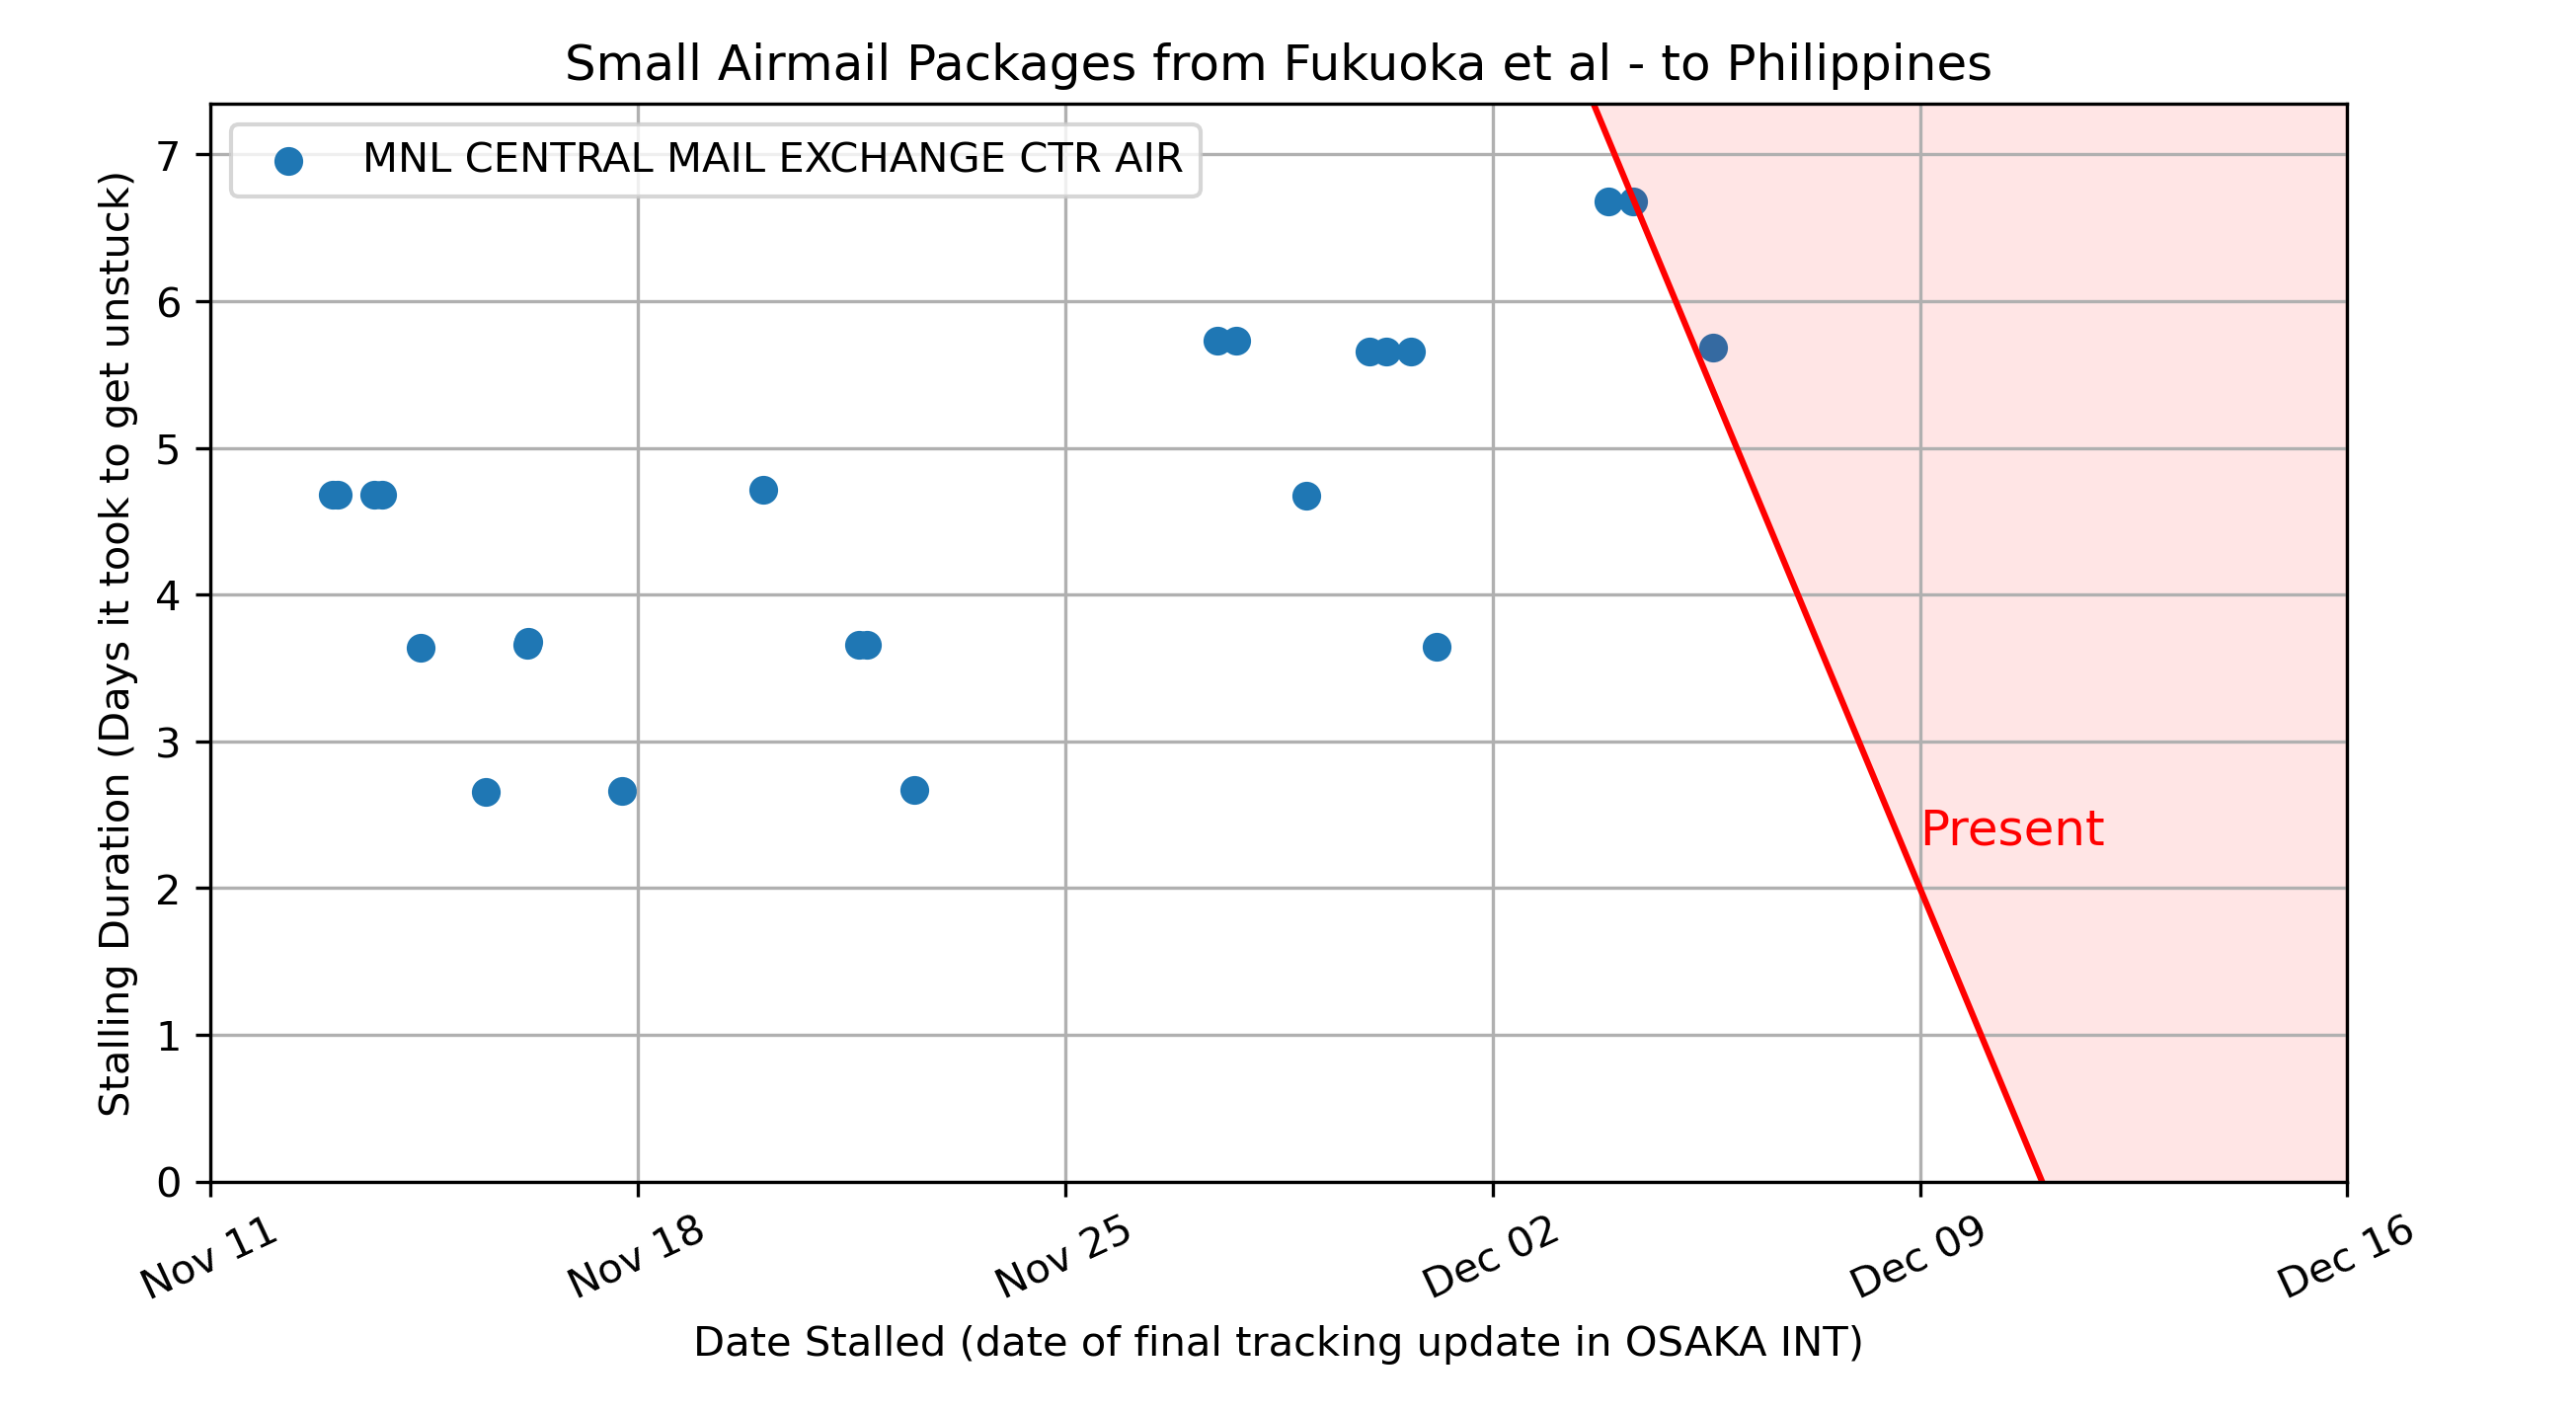 Small Airmail Packages from Fukuoka et al - to Philippines
MNL CENTRAL MAIL EXCHANGE CTR AIR
Stalling Duration (Days it took to get unstuck)
7
6
5
4
3
2
1
0
Present
Nov 11
Nov 18
Nov 25
Dec 02
Dec 09
Dec 16
Date Stalled (date of final tracking update in OSAKA INT)